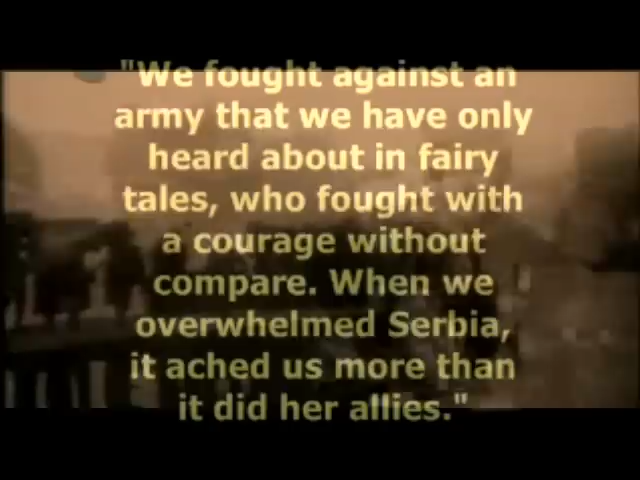 "We fought against an
army that we have only
heard about in fairy
tales, who fought with
a courage without
compare. When we
overwhelmed Serbia,
it ached us more than
it did her allies."